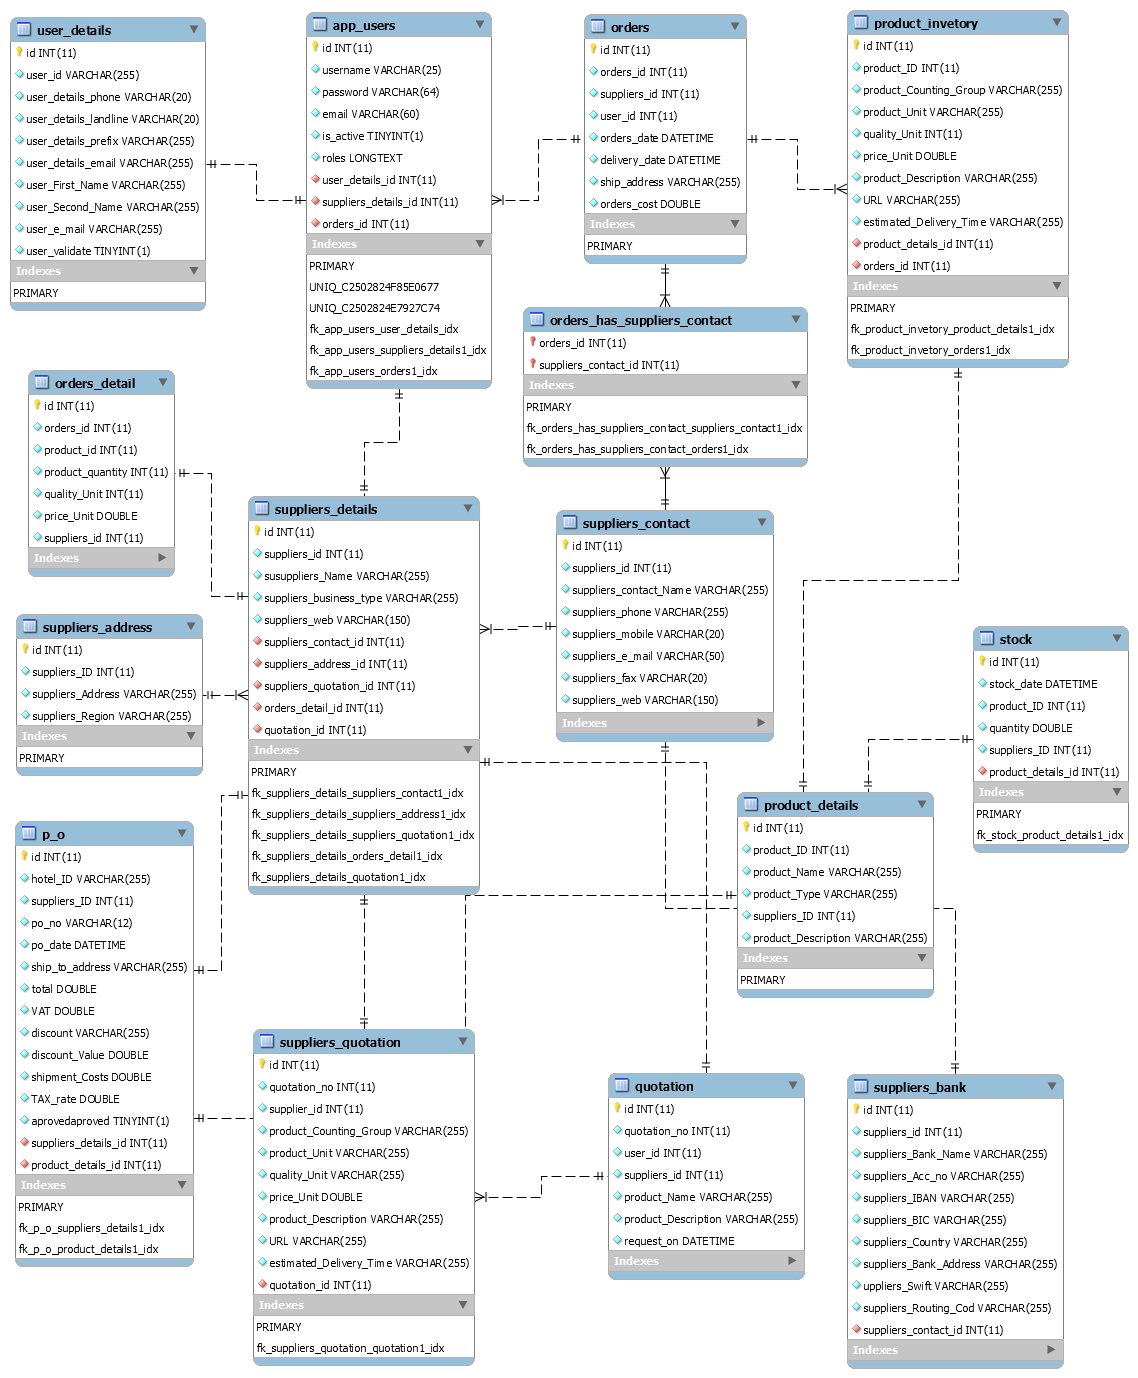 user_details
id INT(11)
user_id VARCHAR(255)
user_details_phone VARCHAR(20)
user_details_landline VARCHAR(20)
user_details_prefix VARCHAR(255)
user_details_email VARCHAR(255)
user_First_Name VARCHAR(255)
user_Second_Name VARCHAR(255)
user_e_mail VARCHAR(255)
user_validate TINYINT(1)
Indexes
PRIMARY
app_users
id INT(11)
username VARCHAR(25)
password VARCHAR(64)
email VARCHAR(60)
is_active TINYINT(1)
roles LONGTEXT
user_details_id INT(11)
suppliers_details_id INT(11)
orders_id INT(11)
Indexes
PRIMARY
UNIQ_C2502824F85E0677
UNIQ_C2502824E7927C74
fk_app_users_user_details_idx
fk_app_users_suppliers_details1_idx
fk_app_users_orders1_idx
orders
id INT(11)
orders_id INT(11)
suppliers_id INT(11)
user_id INT(11)
orders_date DATETIME
delivery_date DATETIME
ship_address VARCHAR(255)
orders_cost DOUBLE
Indexes
PRIMARY
product_invetory
id INT(11)
product_ID INT(11)
product_Counting_Group VARCHAR(255)
product_Unit VARCHAR(255)
quality_Unit INT(11)
price_Unit DOUBLE
product_Description VARCHAR(255)
URL VARCHAR(255)
estimated_Delivery_Time VARCHAR(255)
product_details_id INT(11)
orders_id INT(11)
Indexes
PRIMARY
fk_product_invetory_product_details1_idx
fk_product_invetory_orders1_idx
orders_has_suppliers_contact
orders_id INT(11)
suppliers_contact_id INT(11)
Indexes
PRIMARY
fk_orders_has_suppliers_contact_suppliers_contact1_idx
fk_orders_has_suppliers_contact_orders1_idx
orders_detail
id INT(11)
orders_id INT(11)
product_id INT(11)
product_quantity INT(11)
quality_Unit INT(11)
price_Unit DOUBLE
suppliers_id INT(11)
Indexes
suppliers_details
id INT(11)
suppliers_id INT(11)
sususppliers_Name VARCHAR(255)
suppliers_business_type VARCHAR(255)
suppliers_web VARCHAR(150)
suppliers_contact_id INT(11)
suppliers_address_id INT(11)
suppliers_quotation_id INT(11)
orders_detail_id INT(11)
quotation_id INT(11)
Indexes
PRIMARY
fk_suppliers_details_suppliers_contact1_idx
fk_suppliers_details_suppliers_address1_idx
fk_suppliers_details_suppliers_quotation1_idx
fk_suppliers_details_orders_detail1_idx
fk_suppliers_details_quotation1_idx
suppliers_contact
id INT(11)
suppliers_id INT(11)
suppliers_contact_Name VARCHAR(255)
suppliers_phone VARCHAR(255)
suppliers_mobile VARCHAR(20)
suppliers_e_mail VARCHAR(50)
suppliers_fax VARCHAR(20)
suppliers_web VARCHAR(150)
Indexes
suppliers_address
id INT(11)
suppliers_ID INT(11)
suppliers_Address VARCHAR(255)
suppliers_Region VARCHAR(255)
Indexes
PRIMARY
stock
id INT(11)
stock_date DATETIME
product_ID INT(11)
quantity DOUBLE
suppliers_ID INT(11)
product_details_id INT(11)
Indexes
PRIMARY
fk_stock_product_details1_idx
product_details
id INT(11)
product_ID INT(11)
product_Name VARCHAR(255)
product_Type VARCHAR(255)
suppliers_ID INT(11)
product_Description VARCHAR(255)
Indexes
PRIMARY
p_o
id INT(11)
hotel_ID VARCHAR(255)
suppliers_ID INT(11)
po_no VARCHAR(12)
po_date DATETIME
ship_to_address VARCHAR(255)
total DOUBLE
VAT DOUBLE
discount VARCHAR(255)
discount_Value DOUBLE
shipment_Costs DOUBLE
TAX_rate DOUBLE
aprovedaproved TINYINT(1)
suppliers_details_id INT(11)
product_details_id INT(11)
Indexes
PRIMARY
fk_p_o_suppliers_details1_idx
fk_p_o_product_details1_idx
suppliers_quotation
id INT(11)
quotation_no INT(11)
supplier_id INT(11)
product_Counting_Group VARCHAR(255)
product_Unit VARCHAR(255)
quality_Unit VARCHAR(255)
price_Unit DOUBLE
product_Description VARCHAR(255)
URL VARCHAR(255)
estimated_Delivery_Time VARCHAR(255)
quotation_id INT(11)
Indexes
PRIMARY
fk_suppliers_quotation_quotation1_idx
quotation
id INT(11)
quotation_no INT(11)
user_id INT(11)
suppliers_id INT(11)
product_Name VARCHAR(255)
product_Description VARCHAR(255)
request_on DATETIME
Indexes
suppliers_bank
id INT(11)
suppliers_id INT(11)
suppliers_Bank_Name VARCHAR(255)
suppliers_Acc_no VARCHAR(255)
suppliers_IBAN VARCHAR(255)
suppliers_BIC VARCHAR(255)
suppliers_Country VARCHAR(255)
suppliers_Bank_Address VARCHAR(255)
uppliers_Swift VARCHAR(255)
suppliers_Routing_Cod VARCHAR(255)
suppliers_contact_id INT(11)
Indexes